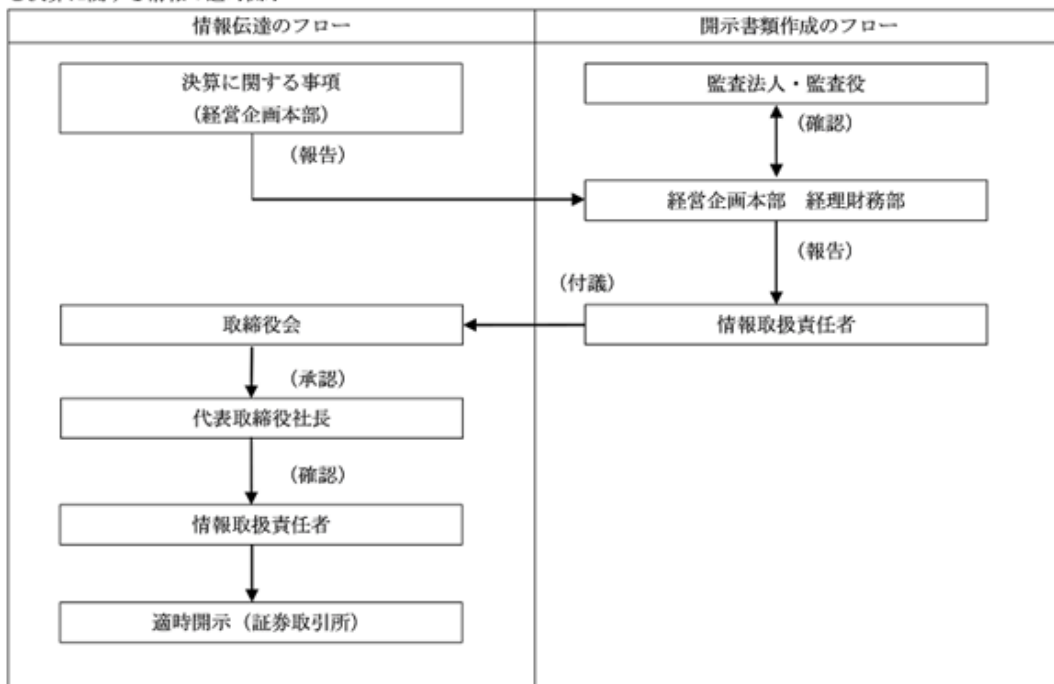 情報伝達のフロー
開示書類作成のフロー
決算に関する事項
(経営企画本部)
監査法人・監査役
(確認)
(報告)
経営企画本部 経理財務部
(報告)
(付議)
取締役会
情報取扱責任者
(承認)
代表取締役社長
(確認)
情報取扱責任者
適時開示(証券取引所)